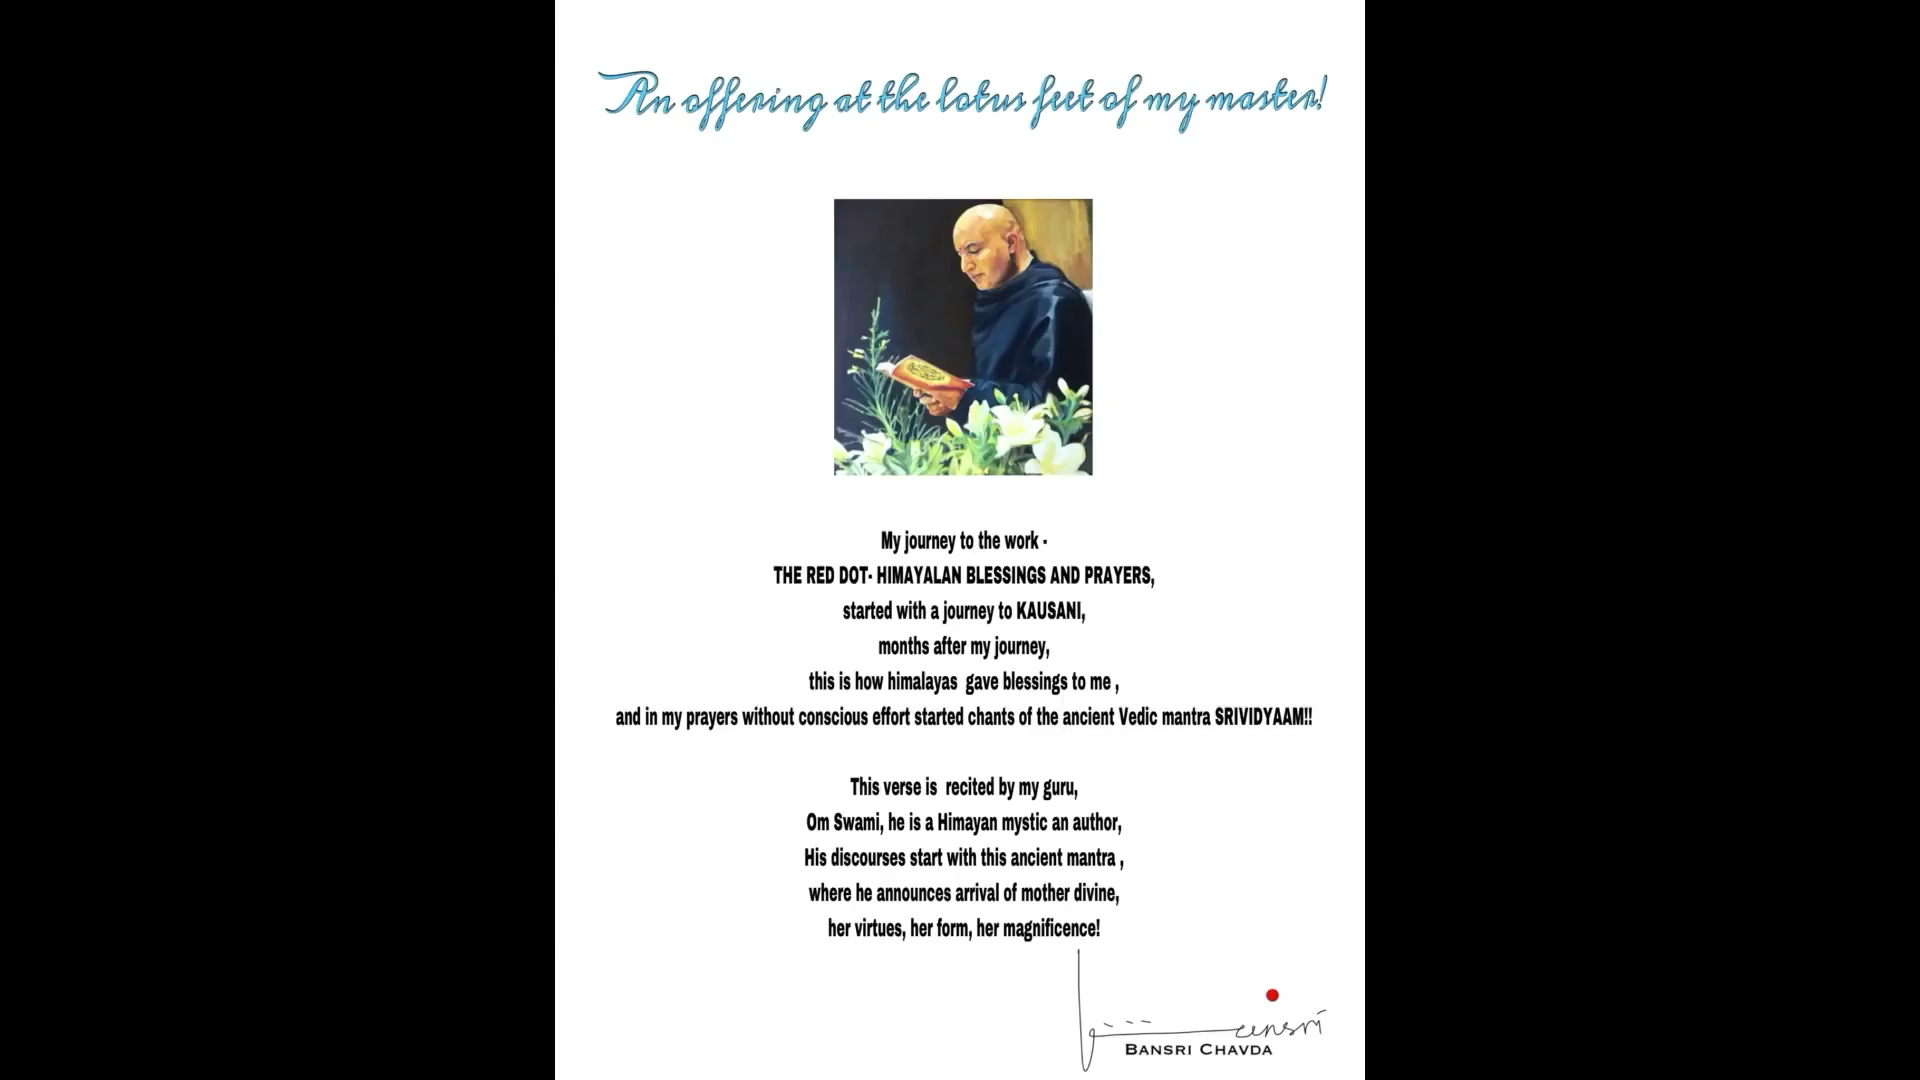 An offering at the lotus feet of my master!
My journey to the work -
THE RED DOT- HIMAYALAN BLESSINGS AND PRAYERS,
started with a journey to KAUSANI,
months after my journey,
this is how himalayas  gave blessings to me ,
and in my prayers without conscious effort started chants of the ancient Vedic mantra SRIVIDYAAM!!
This verse is  recited by my guru,
Om Swami, he is a Himayan mystic an author,
His discourses start with this ancient mantra ,
where he announces arrival of mother divine,
her virtues, her form, her magnificence!
BANSRI CHAVDA